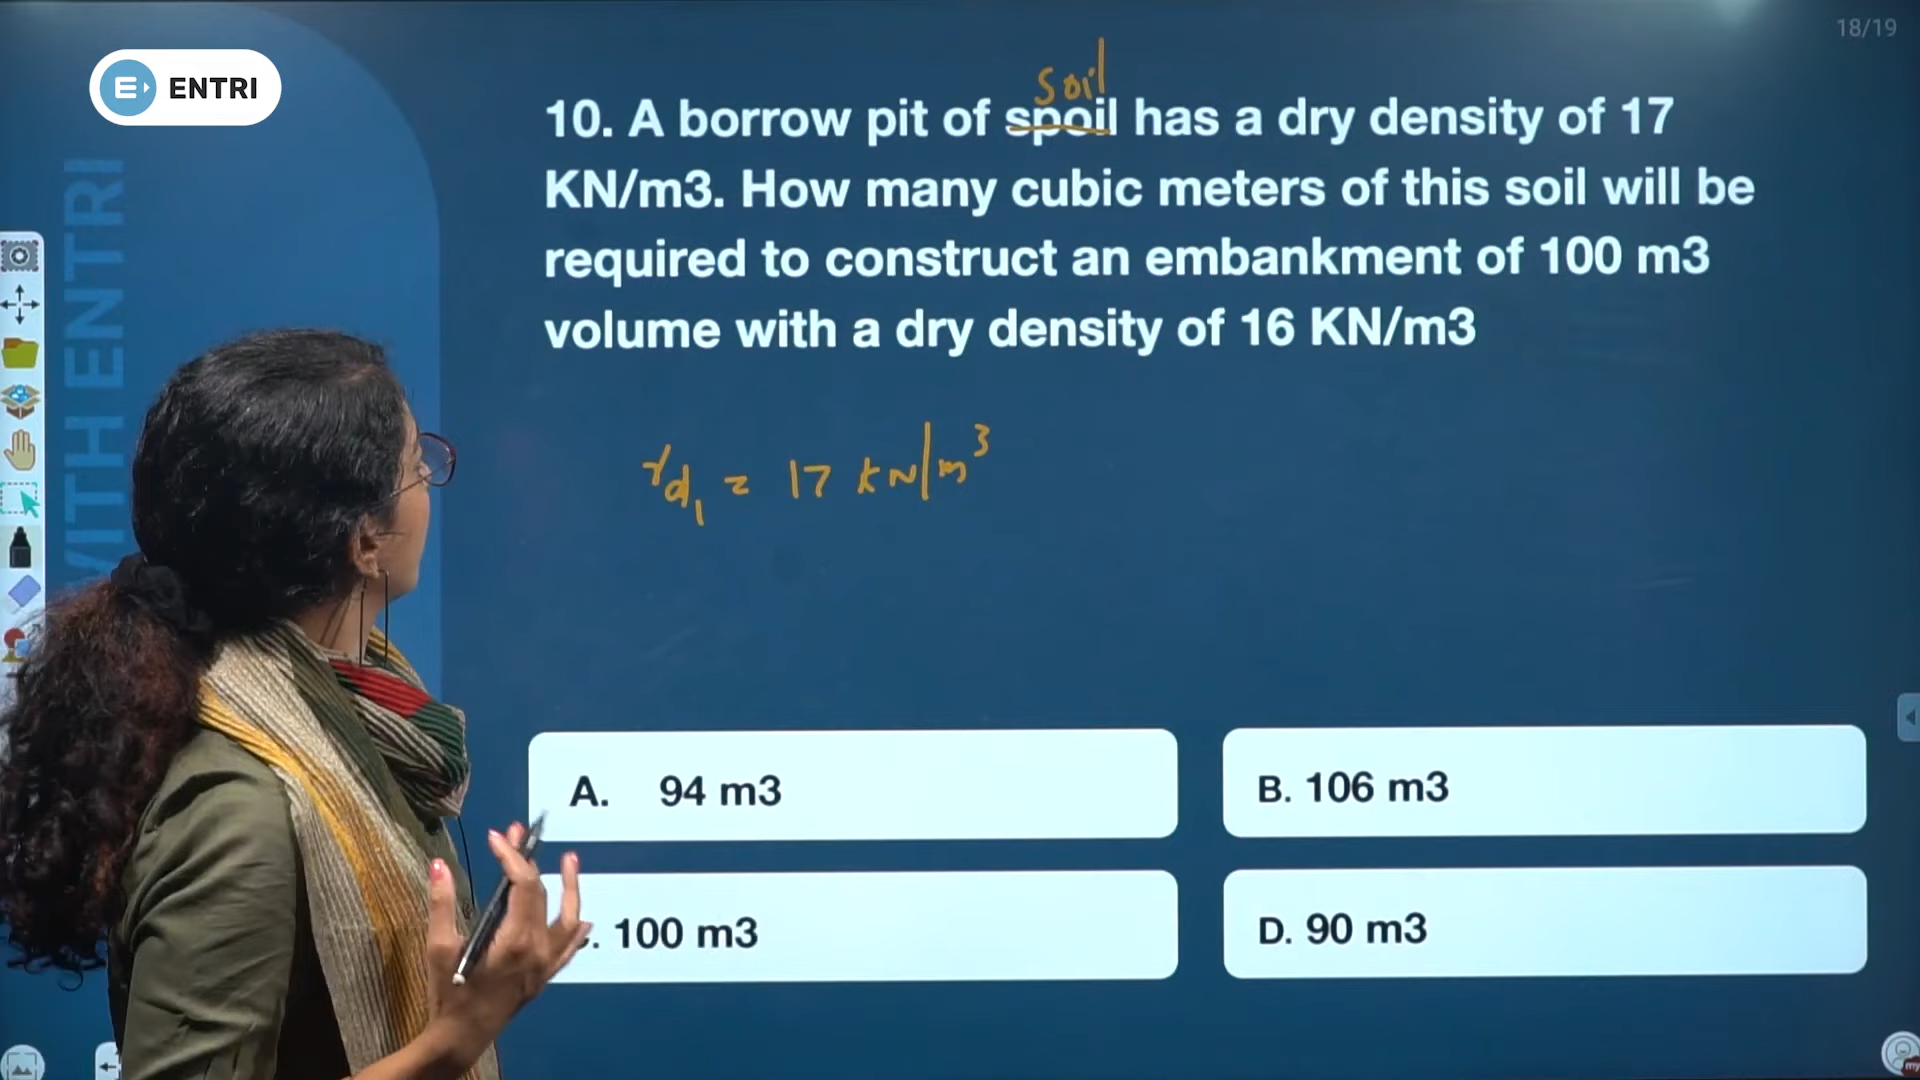 18/19
ENTRI
WITH ENTRI
soil
10. A borrow pit of spoil has a dry density of 17
KN/m3. How many cubic meters of this soil will be
required to construct an embankment of 100 m3
volume with a dry density of 16 KN/m3
γd₁ = 17 kN/m³
A. 94 m3
B. 106 m3
. 100 m3
D. 90 m3